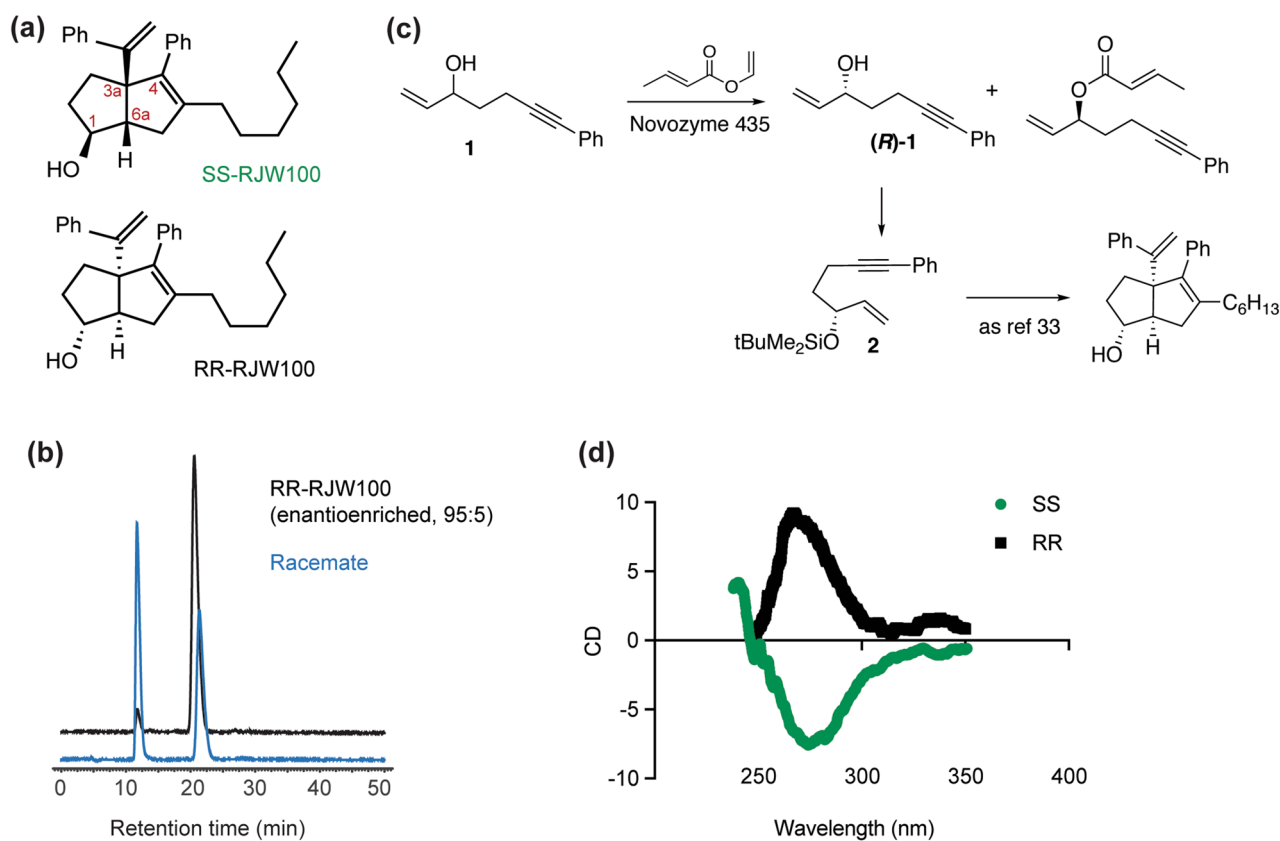 (a)
Ph
Ph
3a
4
6a
1
HO
H
SS-RJW100
Ph
Ph
HO
H
RR-RJW100
(c)
OH
1
Ph
O
O
Novozyme 435
OH
(R)-1
Ph
+
O
O
Ph
Ph
tBuMe2SiO
2
as ref 33
Ph
Ph
C6H13
HO
H
(b)
RR-RJW100
(enantioenriched, 95:5)
Racemate
0 10 20 30 40 50
Retention time (min)
(d)
CD
10
5
0
-5
-10
250 300 350 400
SS
RR
Wavelength (nm)